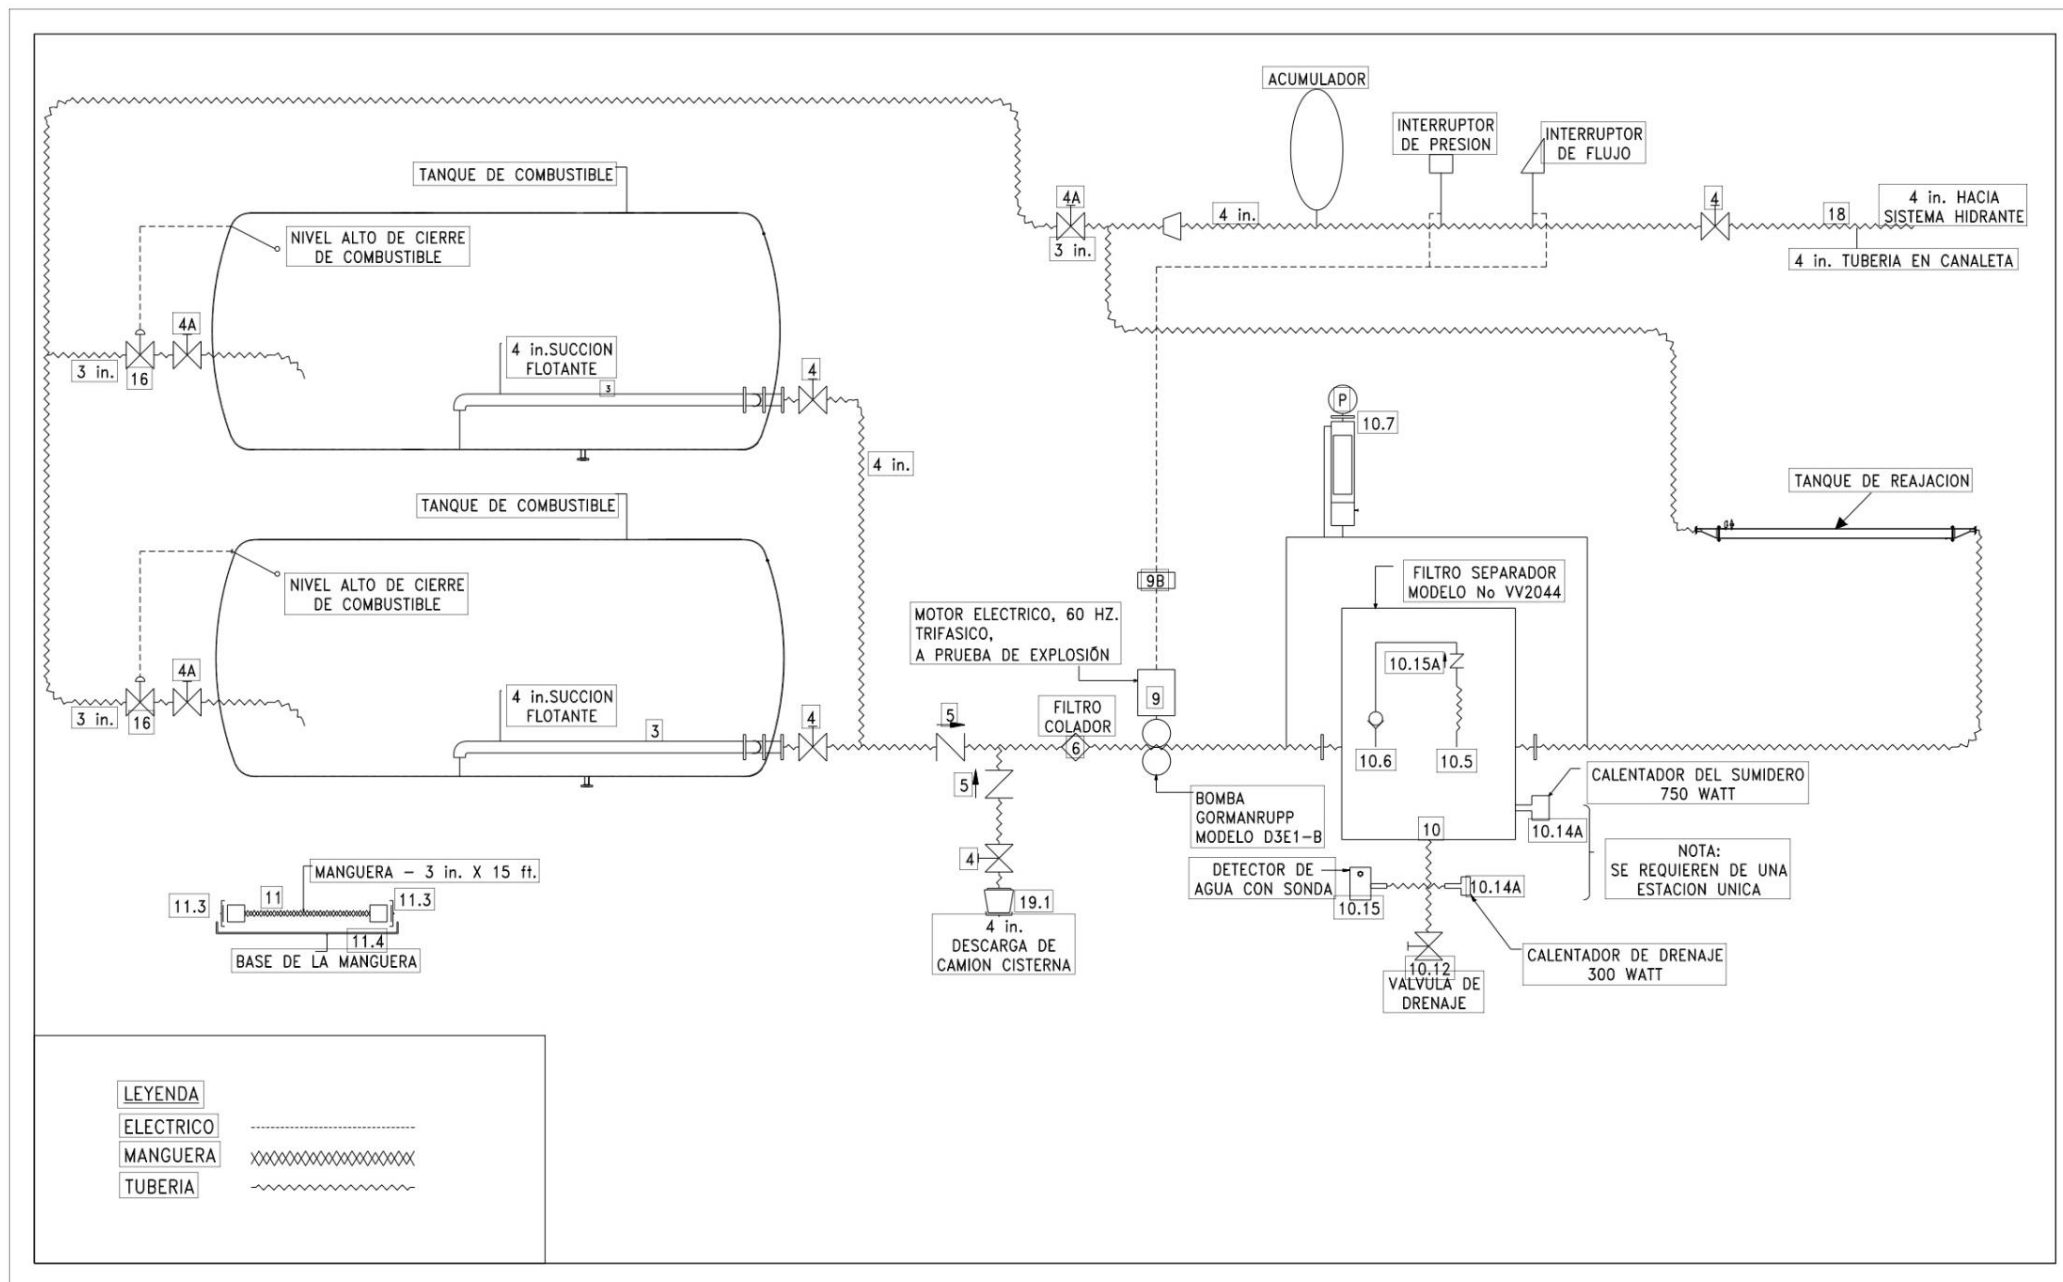 ACUMULADOR
INTERRUPTOR
DE PRESION
INTERRUPTOR
DE FLUJO
TANQUE DE COMBUSTIBLE
4A
3 in.
4 in.
4
18
4 in. HACIA
SISTEMA HIDRANTE
4 in. TUBERIA EN CANALETA
NIVEL ALTO DE CIERRE
DE COMBUSTIBLE
4A
3 in.
16
4 in.SUCCION
FLOTANTE
3
4
4 in.
P
10.7
TANQUE DE REAJACION
TANQUE DE COMBUSTIBLE
NIVEL ALTO DE CIERRE
DE COMBUSTIBLE
4A
3 in.
16
4 in.SUCCION
FLOTANTE
3
4
5
5
FILTRO
COLADOR
6
MOTOR ELECTRICO, 60 HZ.
TRIFASICO,
A PRUEBA DE EXPLOSIÓN
9B
9
FILTRO SEPARADOR
MODELO No VV2044
10.15A
10.6
10.5
BOMBA
GORMANRUPP
MODELO D3E1-B
10
CALENTADOR DEL SUMIDERO
750 WATT
10.14A
NOTA:
SE REQUIEREN DE UNA
ESTACION UNICA
DETECTOR DE
AGUA CON SONDA
10.15
10.14A
CALENTADOR DE DRENAJE
300 WATT
10.12
VALVULA DE
DRENAJE
4
19.1
4 in.
DESCARGA DE
CAMION CISTERNA
MANGUERA - 3 in. X 15 ft.
11.3
11
11.3
11.4
BASE DE LA MANGUERA
LEYENDA
ELECTRICO
MANGUERA
TUBERIA